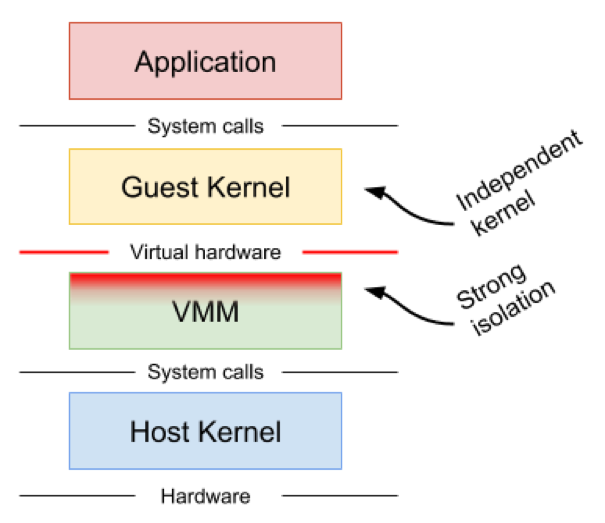 Application
System calls
Guest Kernel
Independent
kernel
Virtual hardware
Strong
isolation
VMM
System calls
Host Kernel
Hardware